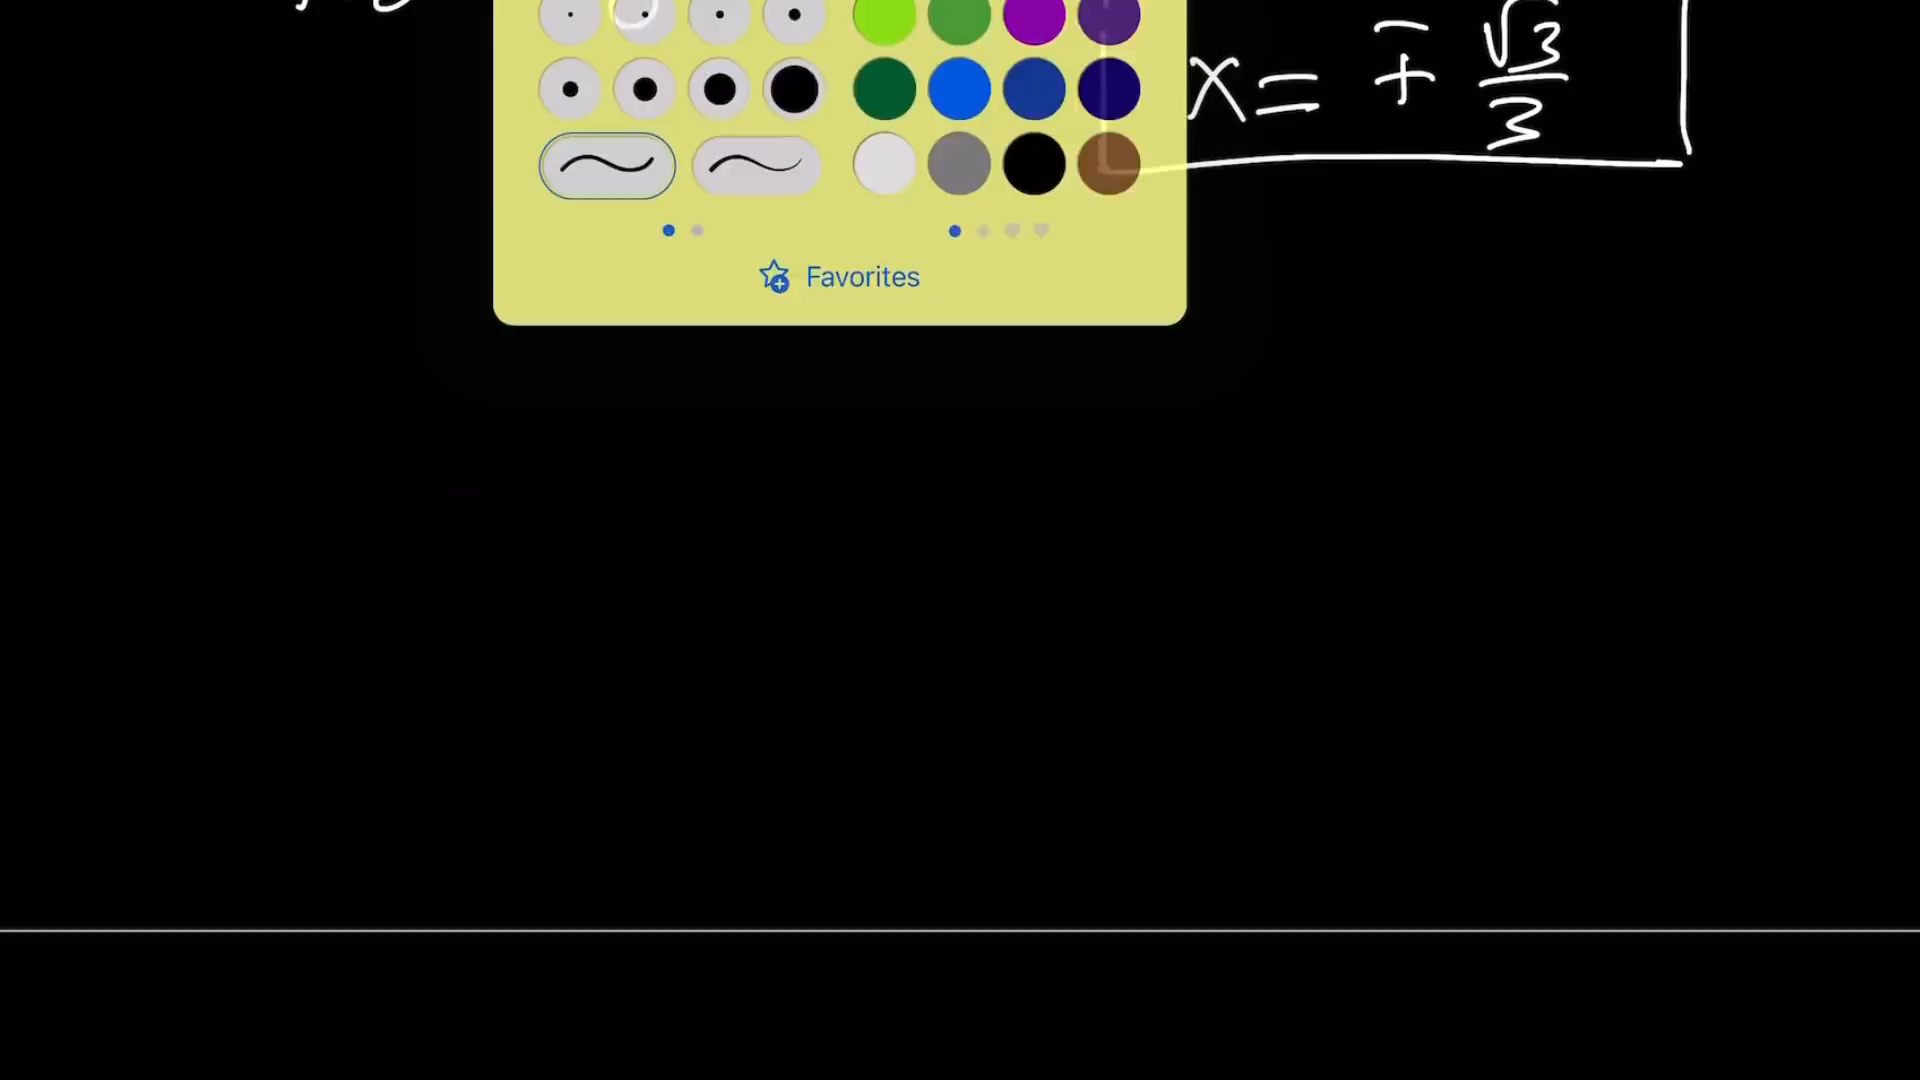 x = ∓ √3/3
Favorites